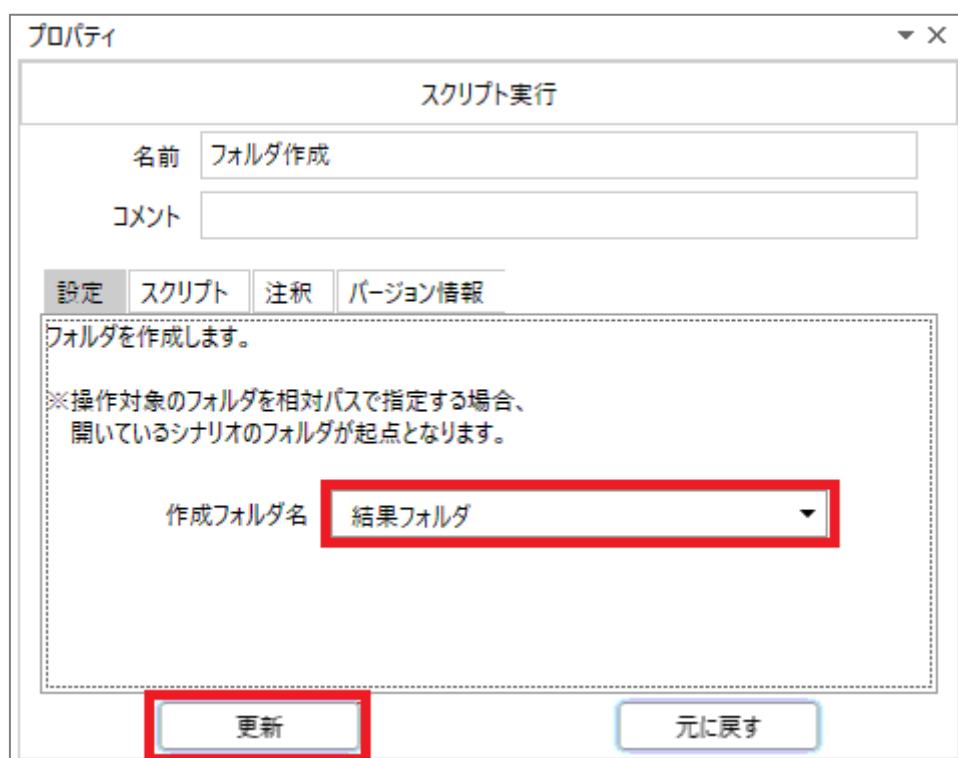 プロパティ
スクリプト実行
名前 フォルダ作成
コメント
設定 スクリプト 注釈 バージョン情報
フォルダを作成します。
※操作対象のフォルダを相対パスで指定する場合、
開いているシナリオのフォルダが起点となります。
作成フォルダ名 結果フォルダ
更新 元に戻す